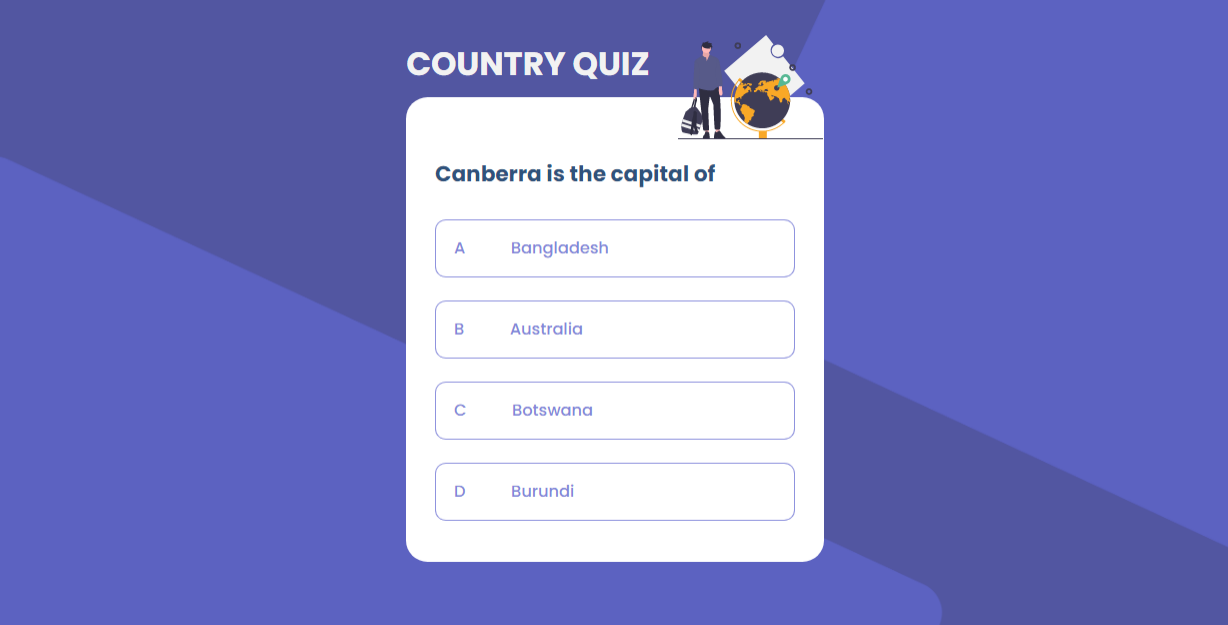 COUNTRY QUIZ
Canberra is the capital of
A Bangladesh
B Australia
C Botswana
D Burundi